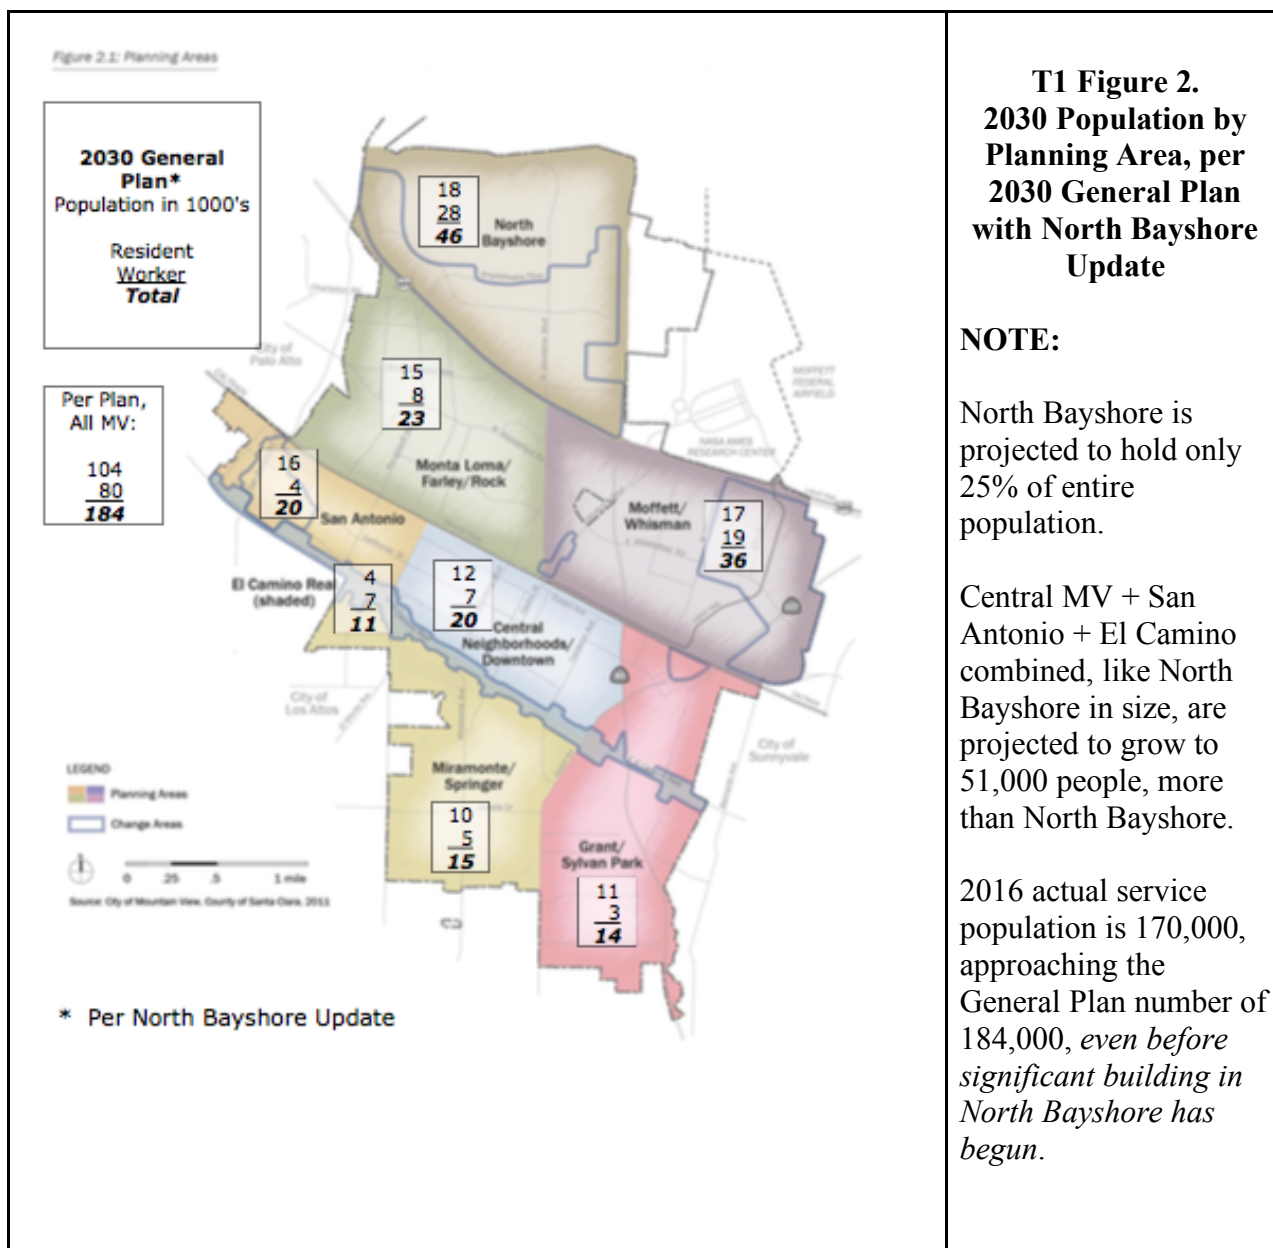 Figure 2.1: Planning Areas
2030 General
Plan*
Population in 1000's
Resident
Worker
Total
Per Plan,
All MV:
104
80
184
18
28
46
North
Bayshore
City of
Palo Alto
15
8
23
Monta Loma/
Farley/Rock
MOFFETT
FEDERAL
AIRFIELD
NASA AMES
RESEARCH CENTER
16
4
20
San Antonio
Moffett/
Whisman
17
19
36
El Camino Real
(shaded)
4
7
11
12
7
20
Central
Neighborhoods/
Downtown
City of
Los Altos
City of
Sunnyvale
Miramonte/
Springer
10
5
15
Grant/
Sylvan Park
11
3
14
LEGEND
Planning Areas
Change Areas
0 .25 .5 1 mile
Source: City of Mountain View, County of Santa Clara, 2011
* Per North Bayshore Update
T1 Figure 2.
2030 Population by
Planning Area, per
2030 General Plan
with North Bayshore
Update
NOTE:
North Bayshore is
projected to hold only
25% of entire
population.
Central MV + San
Antonio + El Camino
combined, like North
Bayshore in size, are
projected to grow to
51,000 people, more
than North Bayshore.
2016 actual service
population is 170,000,
approaching the
General Plan number of
184,000, even before
significant building in
North Bayshore has
begun.